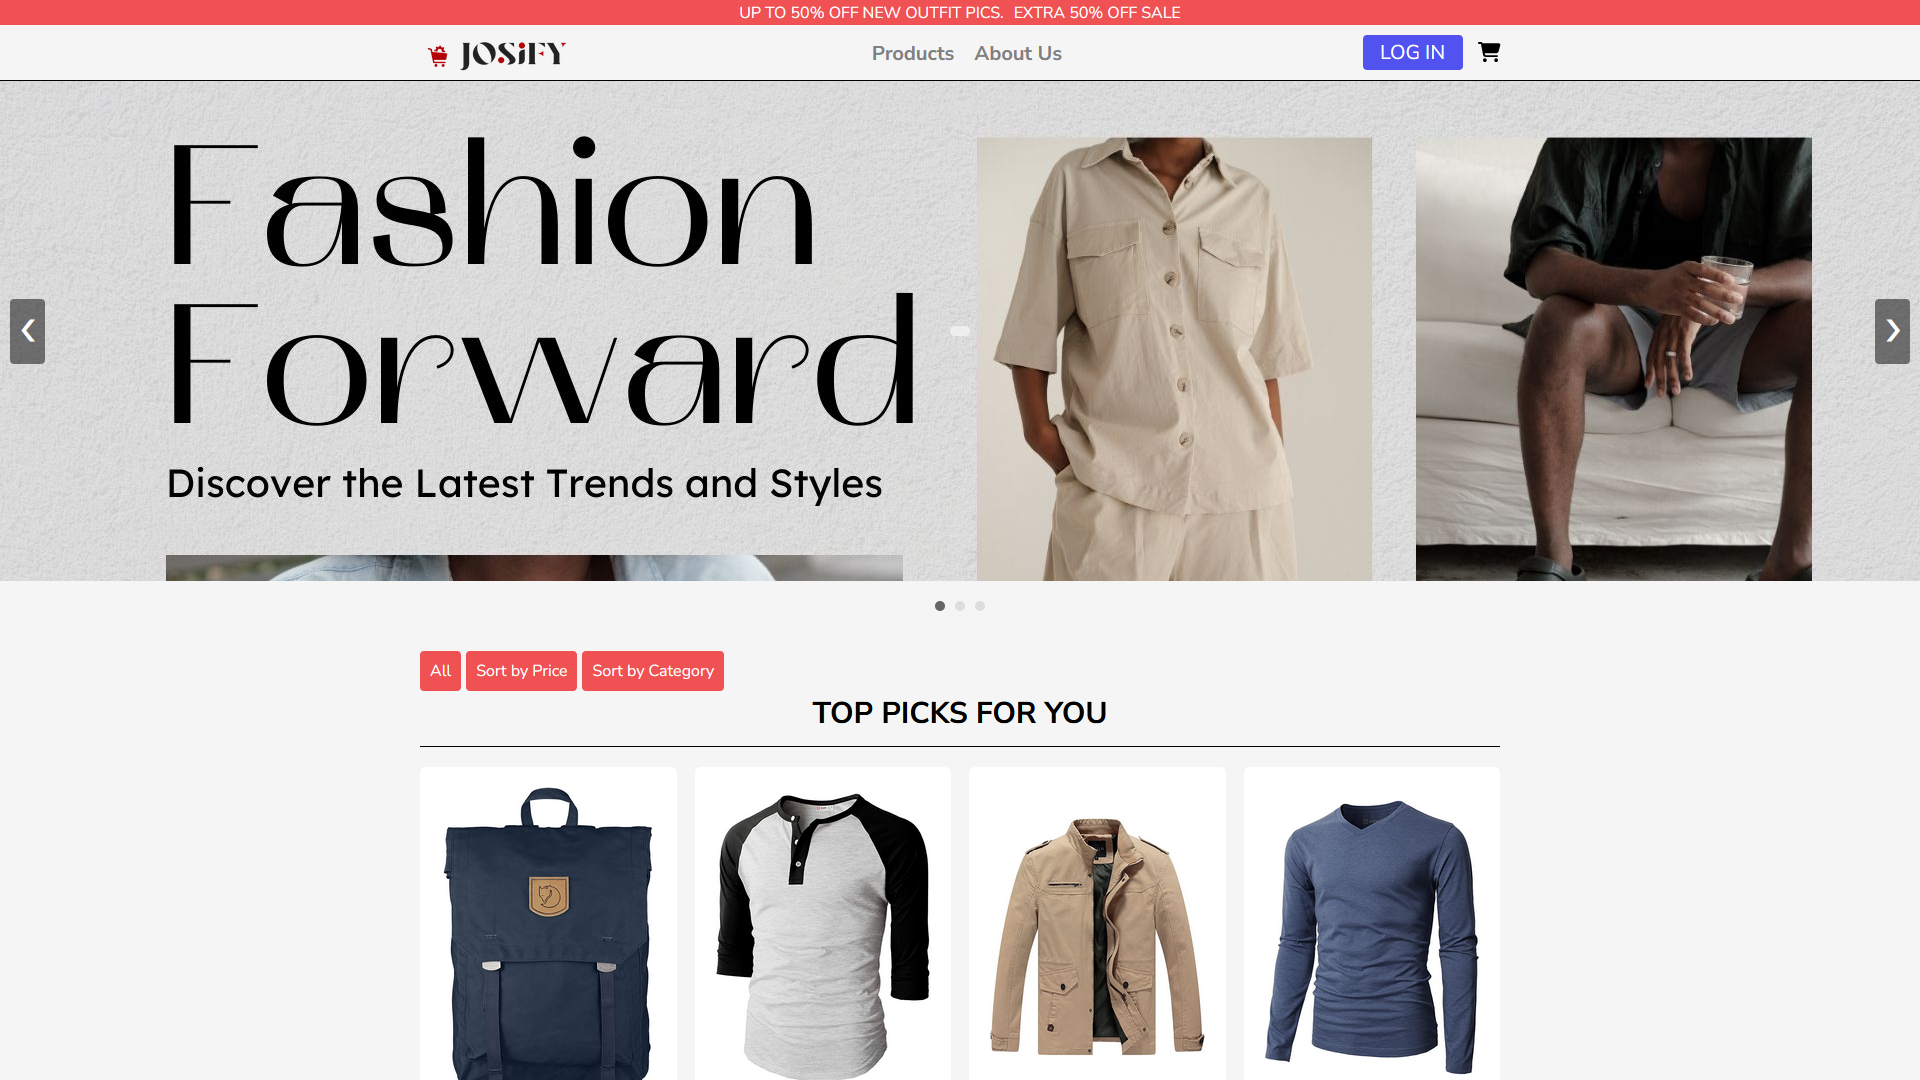 UP TO 50% OFF NEW OUTFIT PICS. EXTRA 50% OFF SALE
JOSiFY
Products About Us
LOG IN
Fashion
Forward
Discover the Latest Trends and Styles
All
Sort by Price
Sort by Category
TOP PICKS FOR YOU